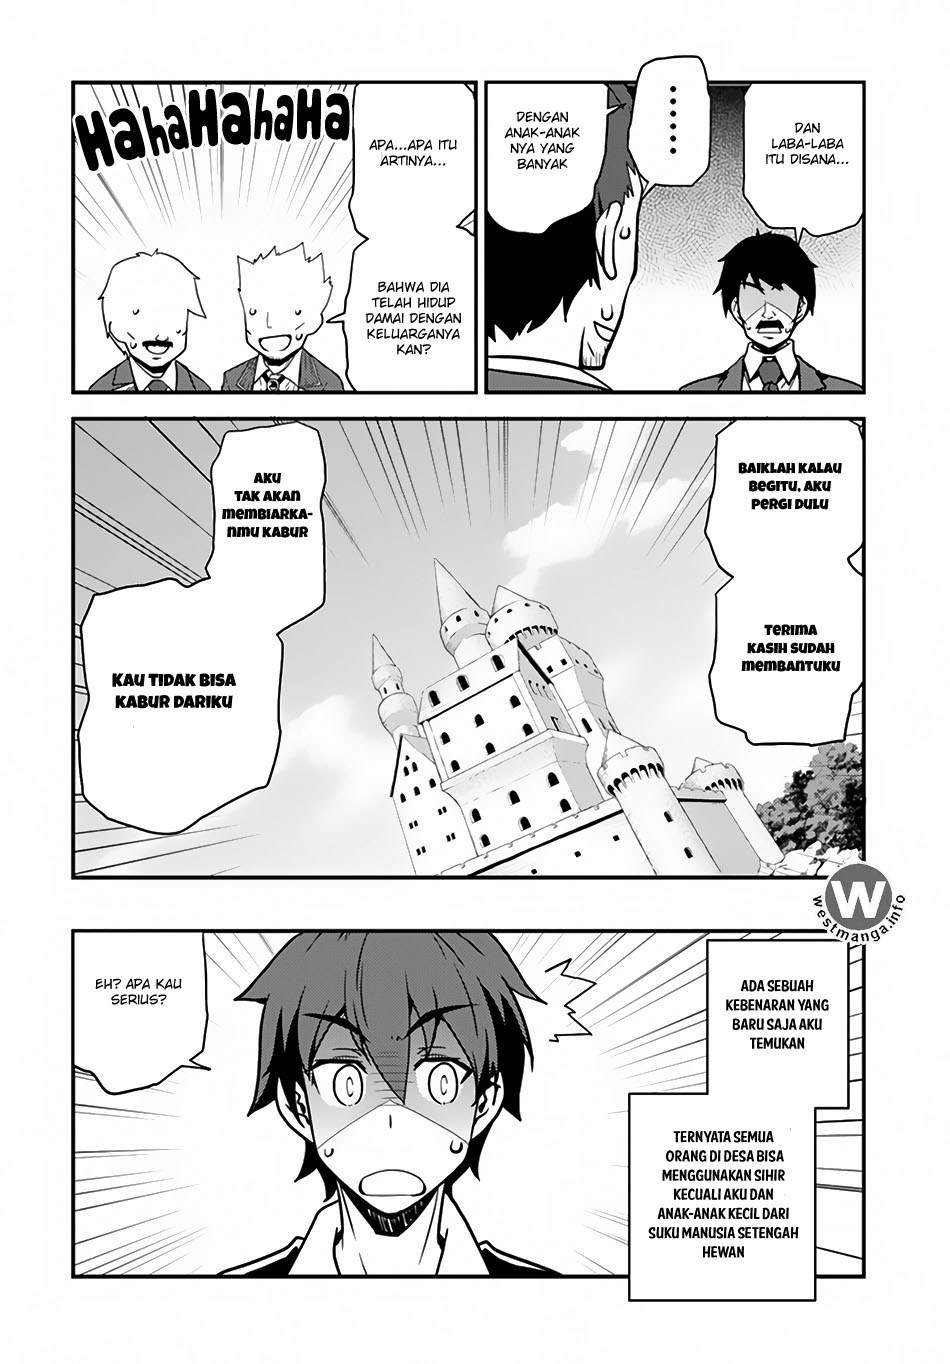 DAN
LABA-LABA
ITU DISANA...
......
DENGAN
ANAK-ANAK
NYA YANG
BANYAK
APA...APA ITU
ARTINYA...
BAHWA DIA
TELAH HIDUP
DAMAI DENGAN
KELUARGANYA
KAN?
HaHaHaHaHaHa
BAIKLAH KALAU
BEGITU, AKU
PERGI DULU
TERIMA
KASIH SUDAH
MEMBANTUKU
AKU
TAK AKAN
MEMBIARKA-
NMU KABUR
KAU TIDAK BISA
KABUR DARIKU
W
westmanga.info
ADA SEBUAH
KEBENARAN YANG
BARU SAJA AKU
TEMUKAN
TERNYATA SEMUA
ORANG DI DESA BISA
MENGGUNAKAN SIHIR
KECUALI AKU DAN
ANAK-ANAK KECIL DARI
SUKU MANUSIA SETENGAH
HEWAN
EH? APA KAU
SERIUS?